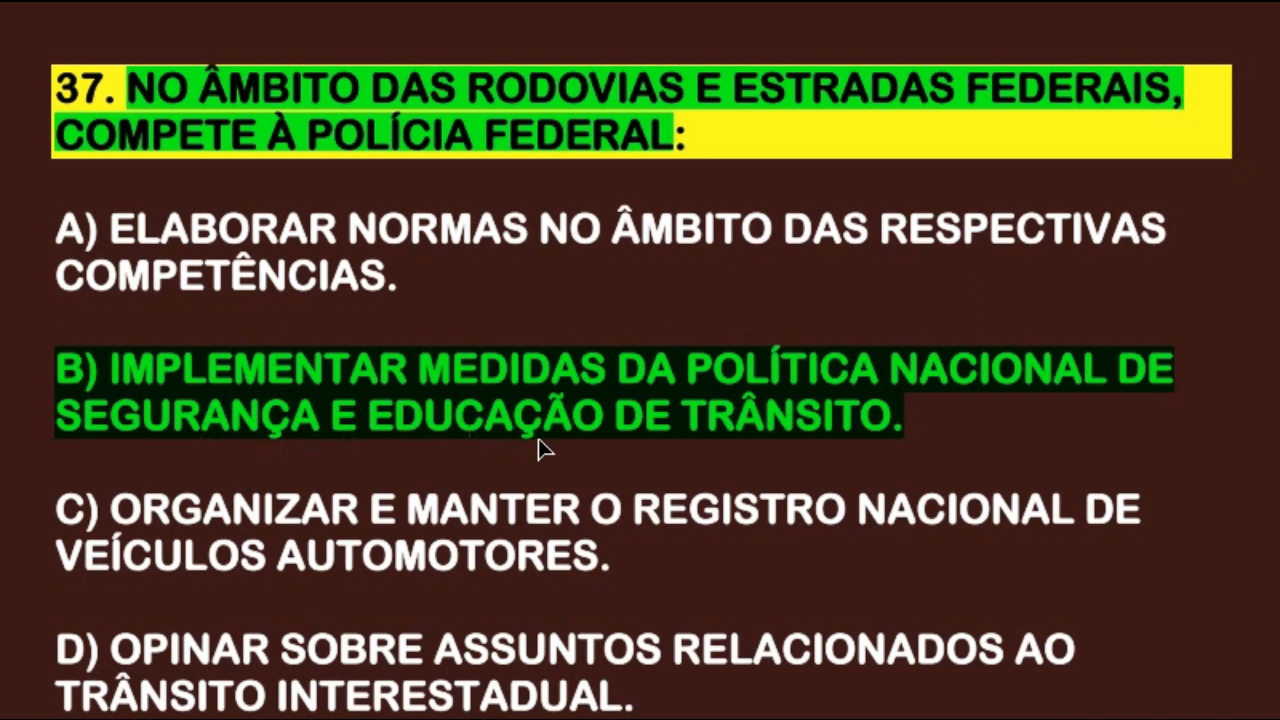 37. NO ÂMBITO DAS RODOVIAS E ESTRADAS FEDERAIS,
COMPETE À POLÍCIA FEDERAL:
A) ELABORAR NORMAS NO ÂMBITO DAS RESPECTIVAS
COMPETÊNCIAS.
B) IMPLEMENTAR MEDIDAS DA POLÍTICA NACIONAL DE
SEGURANÇA E EDUCAÇÃO DE TRÂNSITO.
C) ORGANIZAR E MANTER O REGISTRO NACIONAL DE
VEÍCULOS AUTOMOTORES.
D) OPINAR SOBRE ASSUNTOS RELACIONADOS AO
TRÂNSITO INTERESTADUAL.